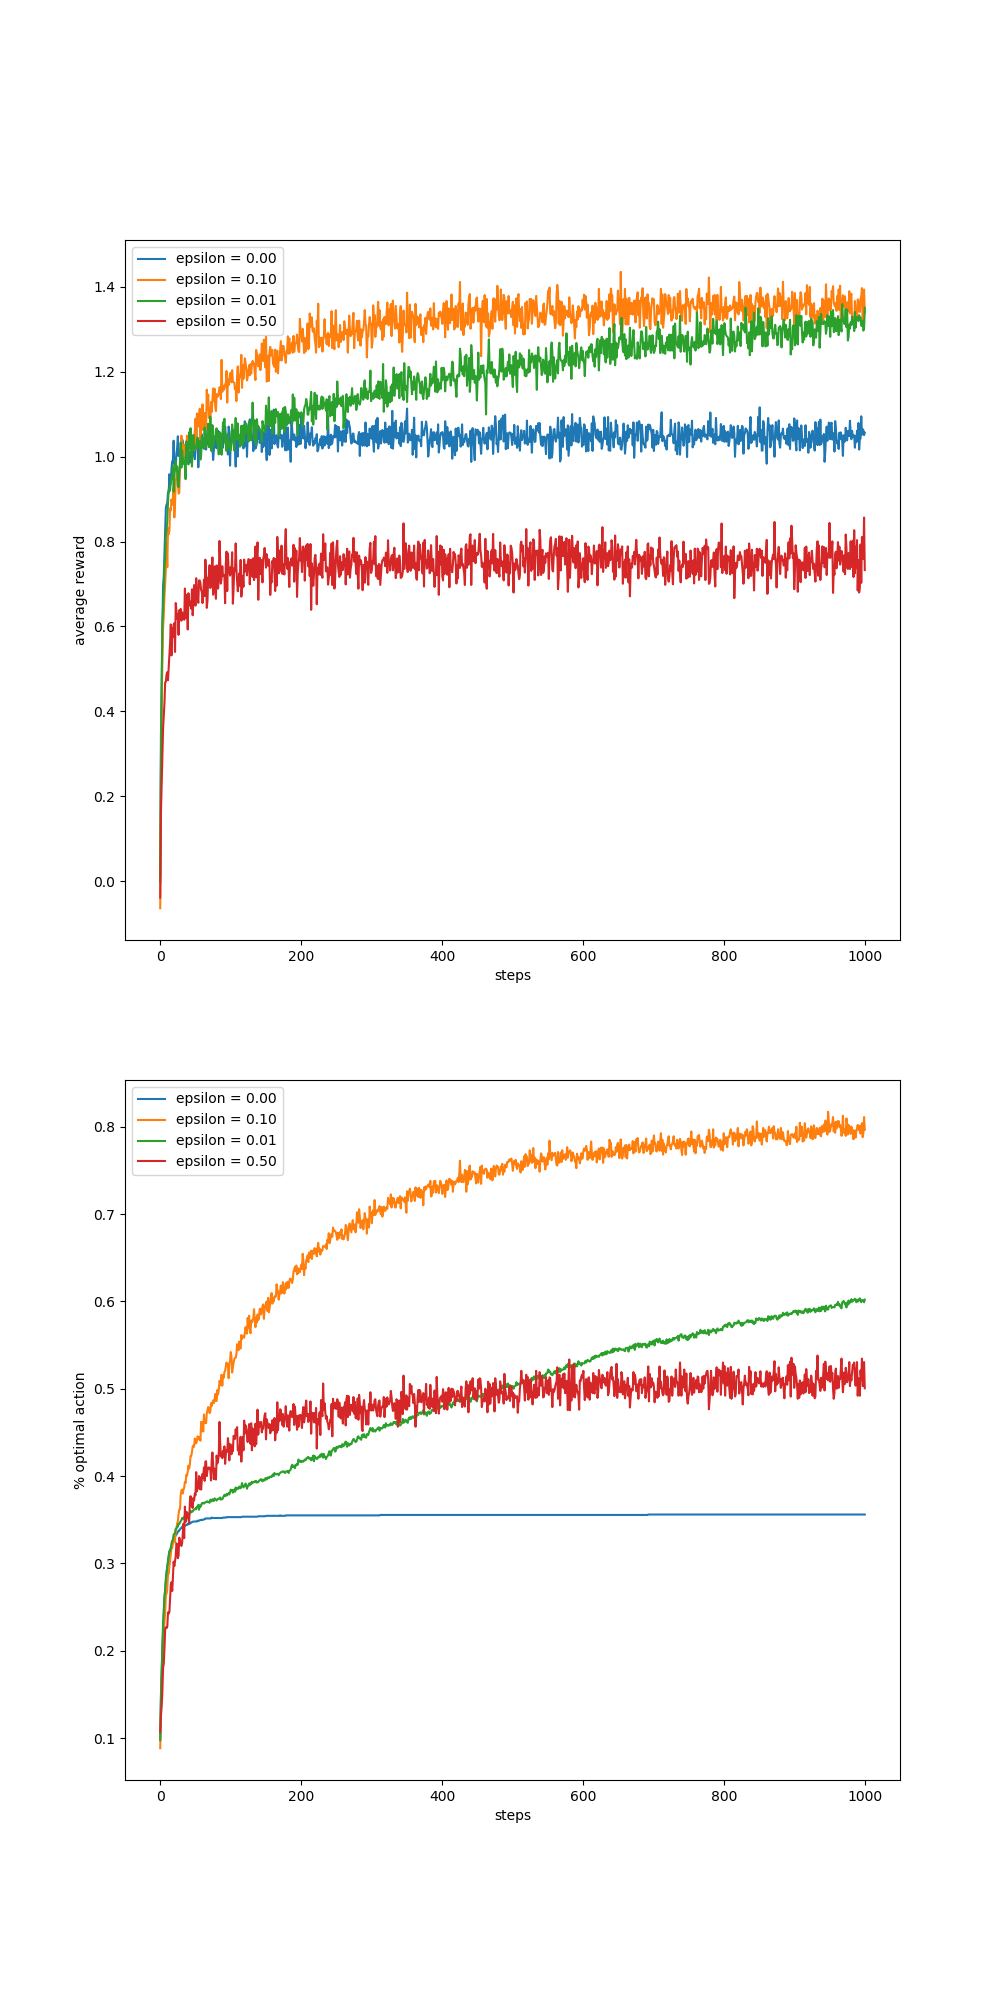 epsilon = 0.00
epsilon = 0.10
epsilon = 0.01
epsilon = 0.50
1.4
1.2
1.0
0.8
0.6
0.4
0.2
0.0
average reward
0 200 400 600 800 1000
steps
epsilon = 0.00
epsilon = 0.10
epsilon = 0.01
epsilon = 0.50
0.8
0.7
0.6
0.5
0.4
0.3
0.2
0.1
% optimal action
0 200 400 600 800 1000
steps